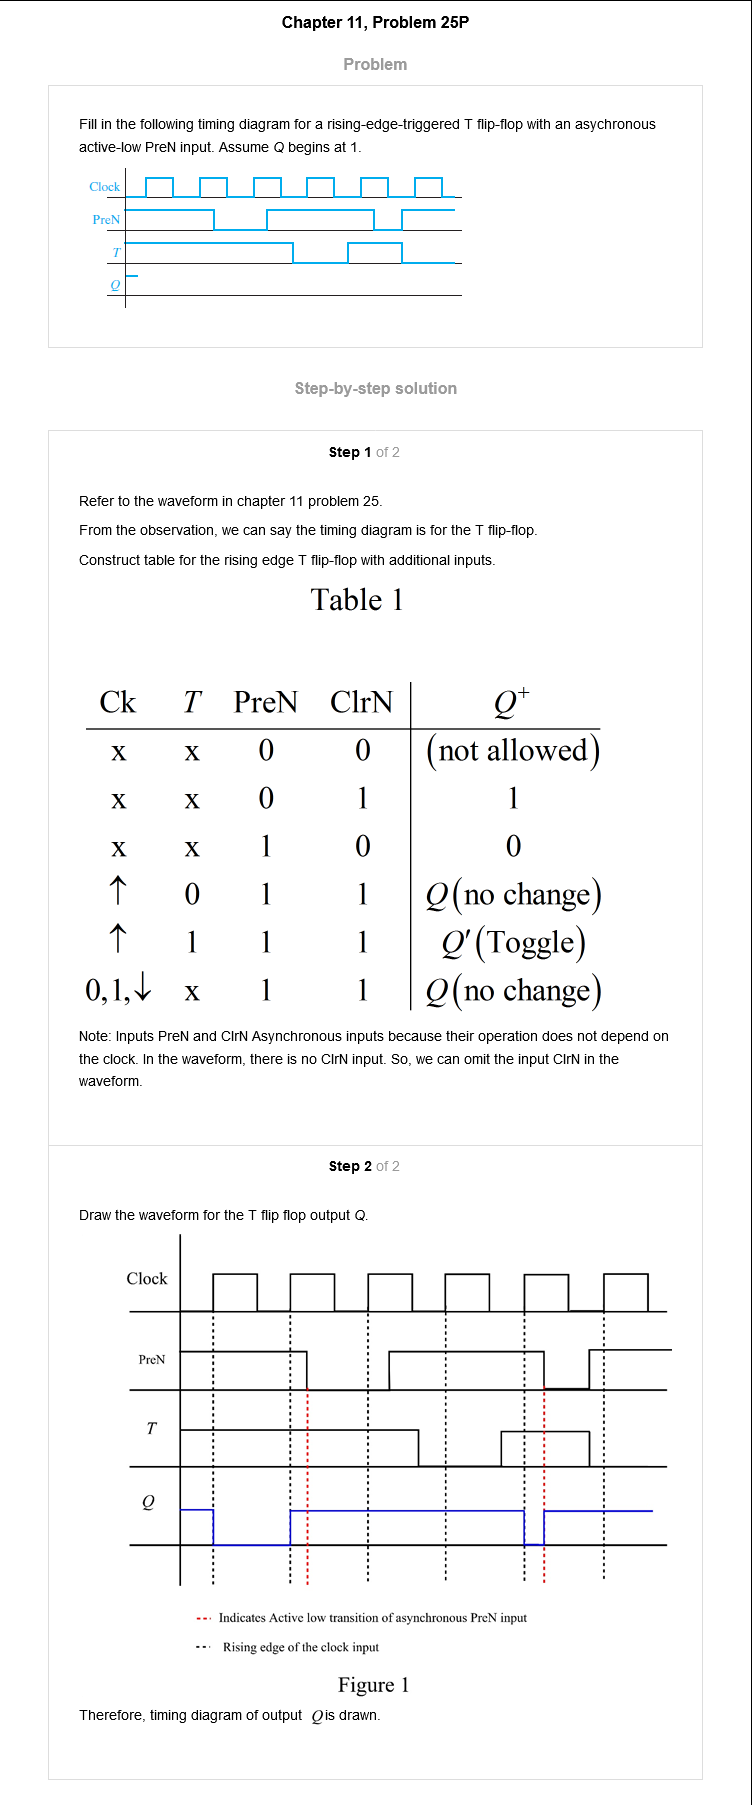 Chapter 11, Problem 25P
Problem
Fill in the following timing diagram for a rising-edge-triggered T flip-flop with an asychronous
active-low PreN input. Assume Q begins at 1.
Clock
PreN
T
Q
Step-by-step solution
Step 1 of 2
Refer to the waveform in chapter 11 problem 25.
From the observation, we can say the timing diagram is for the T flip-flop.
Construct table for the rising edge T flip-flop with additional inputs.
Table 1
Ck T PreN ClrN Q⁺
x x 0 0 (not allowed)
x x 0 1 1
x x 1 0 0
↑ 0 1 1 Q(no change)
↑ 1 1 1 Q′(Toggle)
0,1,↓ x 1 1 Q(no change)
Note: Inputs PreN and ClrN Asynchronous inputs because their operation does not depend on
the clock. In the waveform, there is no ClrN input. So, we can omit the input ClrN in the
waveform.
Step 2 of 2
Draw the waveform for the T flip flop output Q.
Clock
PreN
T
Q
Indicates Active low transition of asynchronous PreN input
Rising edge of the clock input
Figure 1
Therefore, timing diagram of output Q is drawn.